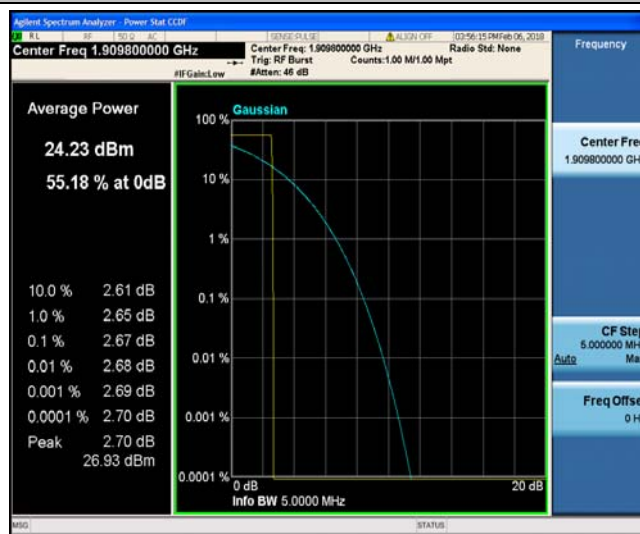 Agilent Spectrum Analyzer - Power Stat CCDF
RL RF 50 Ω AC SENSE:PULSE ALIGN OFF 03:56:15 PM Feb 06, 2018
Center Freq 1.909800000 GHz
Center Freq: 1.909800000 GHz Radio Std: None
Trig: RF Burst Counts:1.00 M/1.00 Mpt
#IFGain:Low #Atten: 46 dB
Frequency
Average Power
24.23 dBm
55.18 % at 0dB
10.0 % 2.61 dB
1.0 % 2.65 dB
0.1 % 2.67 dB
0.01 % 2.68 dB
0.001 % 2.69 dB
0.0001 % 2.70 dB
Peak 2.70 dB
26.93 dBm
Gaussian
100 %
10 %
1 %
0.1 %
0.01 %
0.001 %
0.0001 %
0 dB 20 dB
Info BW 5.0000 MHz
Center Fre
1.909800000 GH
CF Ste
5.000000 MH
Auto Ma
Freq Offse
0 H
MSG STATUS